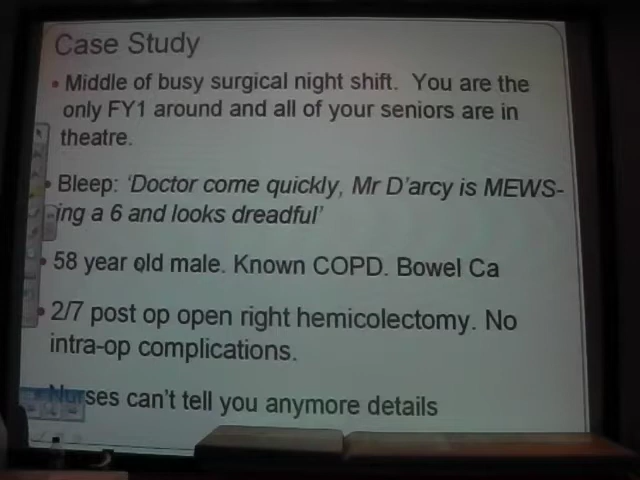 Case Study
• Middle of busy surgical night shift. You are the
only FY1 around and all of your seniors are in
theatre.
• Bleep: ‘Doctor come quickly, Mr D’arcy is MEWS-
ing a 6 and looks dreadful’
• 58 year old male. Known COPD. Bowel Ca
• 2/7 post op open right hemicolectomy. No
intra-op complications.
• Nurses can’t tell you anymore details